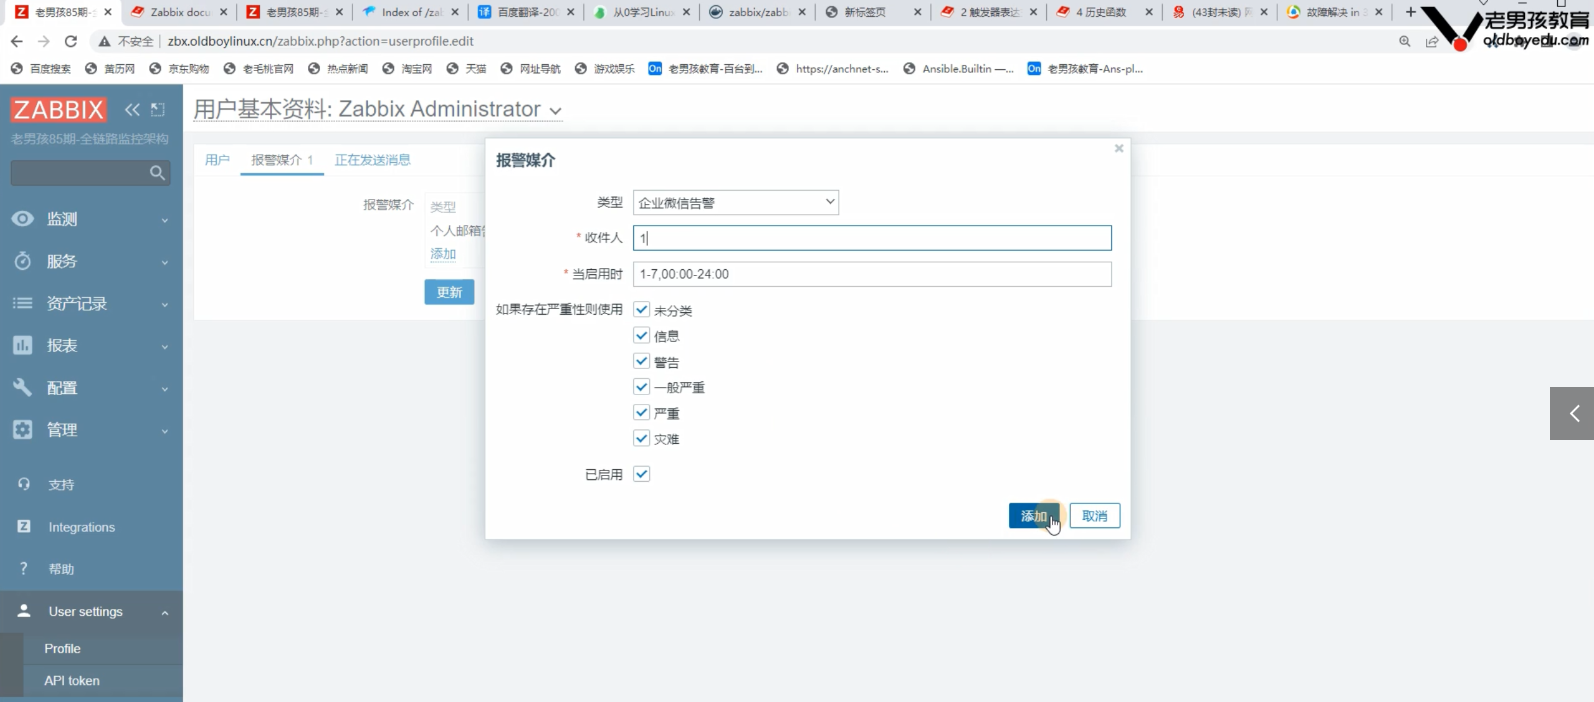 老男孩85期-
Zabbix docu
老男孩85期-
Index of /za
百度翻译-20
从0学习Linux
zabbix/zabb
新标签页
2 触发器表达
4 历史函数
(43封未读)
故障解决 in
不安全 | zbx.oldboylinux.cn/zabbix.php?action=userprofile.edit
老男孩教育
oldboyedu.com
百度搜索
黄历网
京东购物
老毛桃官网
热点新闻
淘宝网
天猫
网址导航
游戏娱乐
On 老男孩教育-百台到...
https://anchnet-s...
Ansible.Builtin —...
On 老男孩教育-Ans-pl...
ZABBIX
老男孩85期-全链路监控架构
监测
服务
资产记录
报表
配置
管理
支持
Integrations
帮助
User settings
Profile
API token
用户基本资料: Zabbix Administrator
用户
报警媒介 1
正在发送消息
报警媒介
类型
个人邮箱
添加
更新
报警媒介
类型 企业微信告警
* 收件人 1
* 当启用时 1-7,00:00-24:00
如果存在严重性则使用 未分类
信息
警告
一般严重
严重
灾难
已启用
添加
取消